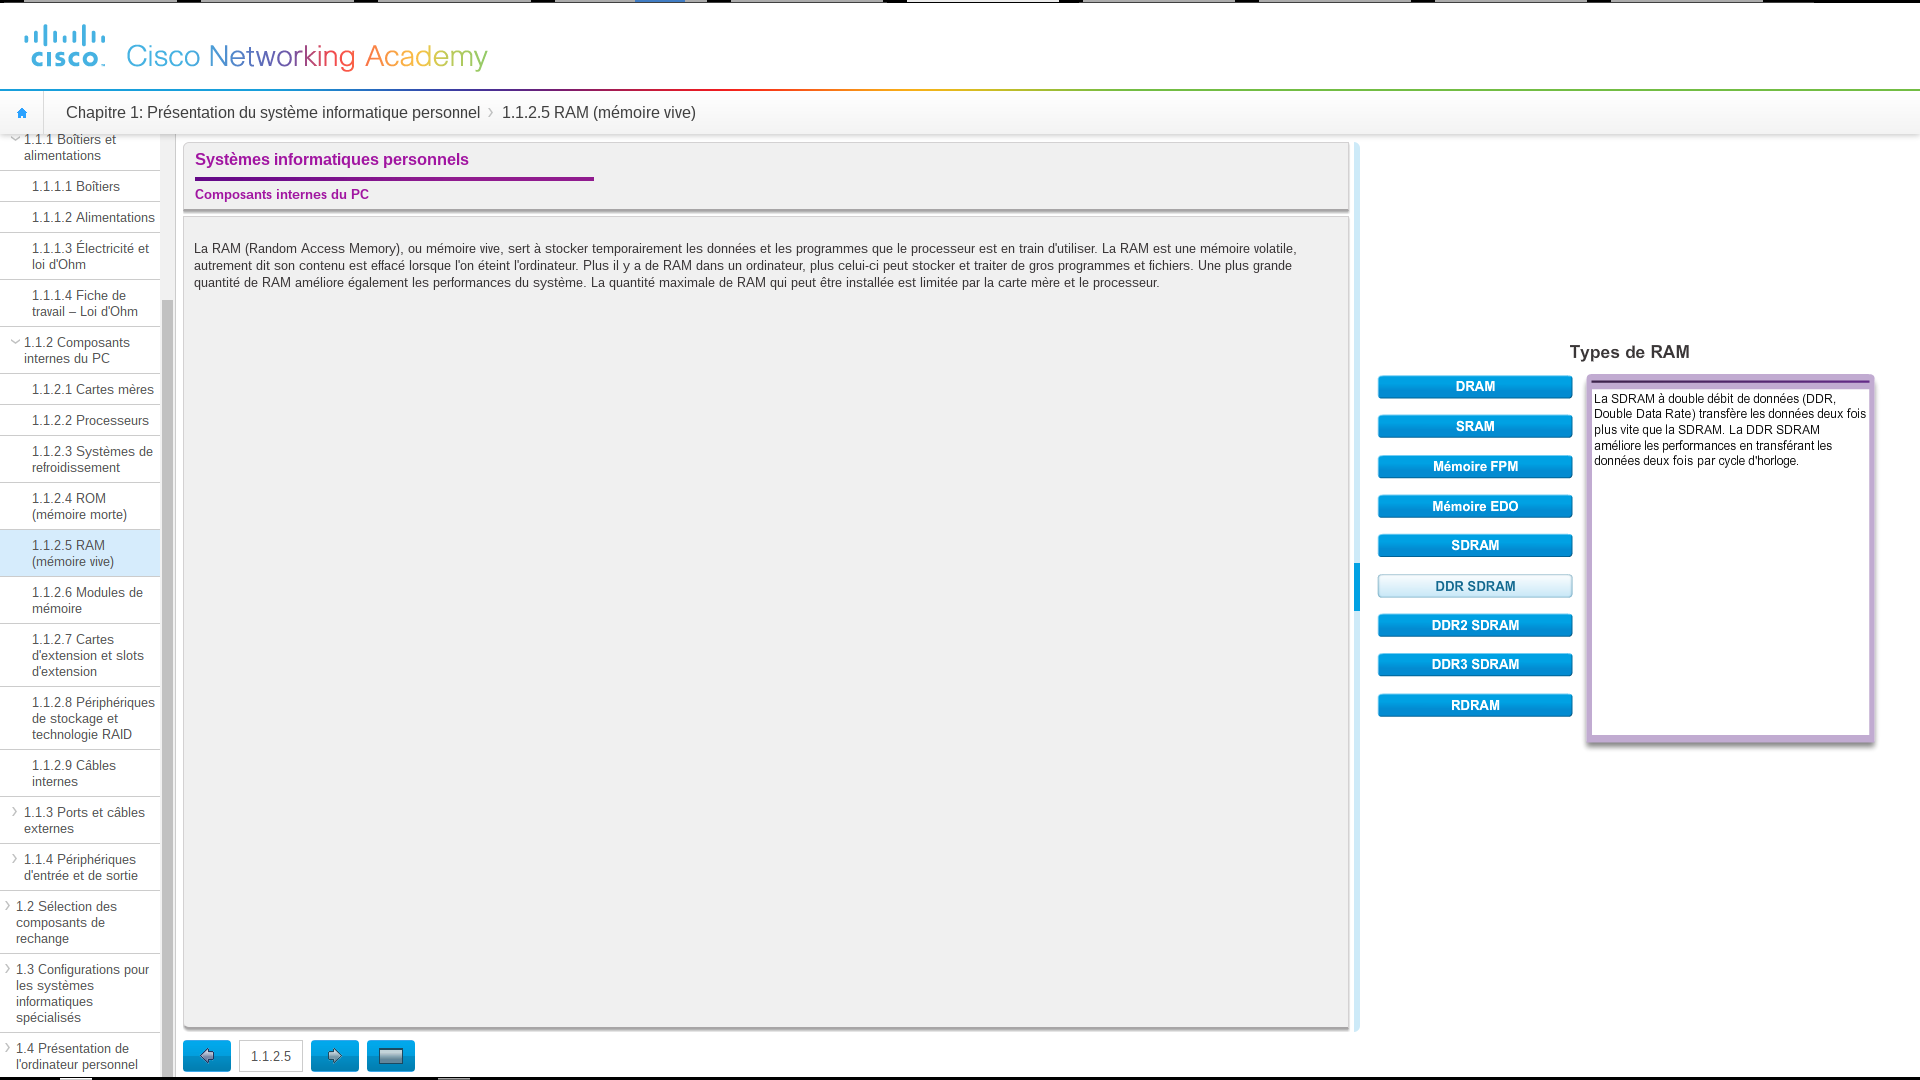 cisco
Cisco Networking Academy
Chapitre 1: Présentation du système informatique personnel
1.1.2.5 RAM (mémoire vive)
1.1.1 Boîtiers et
alimentations
1.1.1.1 Boîtiers
1.1.1.2 Alimentations
1.1.1.3 Électricité et
loi d'Ohm
1.1.1.4 Fiche de
travail – Loi d'Ohm
1.1.2 Composants
internes du PC
1.1.2.1 Cartes mères
1.1.2.2 Processeurs
1.1.2.3 Systèmes de
refroidissement
1.1.2.4 ROM
(mémoire morte)
1.1.2.5 RAM
(mémoire vive)
1.1.2.6 Modules de
mémoire
1.1.2.7 Cartes
d'extension et slots
d'extension
1.1.2.8 Périphériques
de stockage et
technologie RAID
1.1.2.9 Câbles
internes
1.1.3 Ports et câbles
externes
1.1.4 Périphériques
d'entrée et de sortie
1.2 Sélection des
composants de
rechange
1.3 Configurations pour
les systèmes
informatiques
spécialisés
1.4 Présentation de
l'ordinateur personnel
Systèmes informatiques personnels
Composants internes du PC
La RAM (Random Access Memory), ou mémoire vive, sert à stocker temporairement les données et les programmes que le processeur est en train d'utiliser. La RAM est une mémoire volatile,
autrement dit son contenu est effacé lorsque l'on éteint l'ordinateur. Plus il y a de RAM dans un ordinateur, plus celui-ci peut stocker et traiter de gros programmes et fichiers. Une plus grande
quantité de RAM améliore également les performances du système. La quantité maximale de RAM qui peut être installée est limitée par la carte mère et le processeur.
Types de RAM
DRAM
SRAM
Mémoire FPM
Mémoire EDO
SDRAM
DDR SDRAM
DDR2 SDRAM
DDR3 SDRAM
RDRAM
La SDRAM à double débit de données (DDR,
Double Data Rate) transfère les données deux fois
plus vite que la SDRAM. La DDR SDRAM
améliore les performances en transférant les
données deux fois par cycle d'horloge.
1.1.2.5